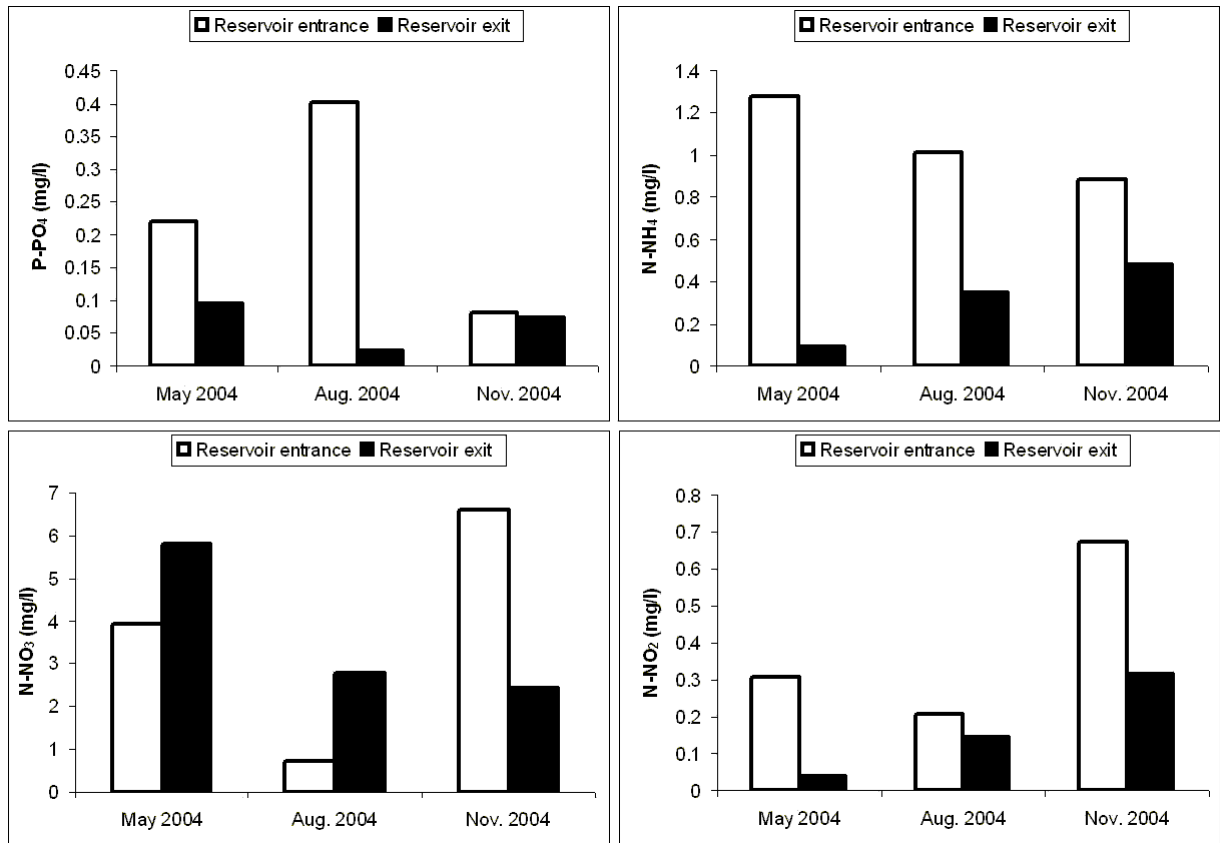 Reservoir entrance Reservoir exit
P-PO₄ (mg/l)
0.45
0.4
0.35
0.3
0.25
0.2
0.15
0.1
0.05
0
May 2004 Aug. 2004 Nov. 2004
Reservoir entrance Reservoir exit
N-NH₄ (mg/l)
1.4
1.2
1
0.8
0.6
0.4
0.2
0
May 2004 Aug. 2004 Nov. 2004
Reservoir entrance Reservoir exit
N-NO₃ (mg/l)
7
6
5
4
3
2
1
0
May 2004 Aug. 2004 Nov. 2004
Reservoir entrance Reservoir exit
N-NO₂ (mg/l)
0.8
0.7
0.6
0.5
0.4
0.3
0.2
0.1
0
May 2004 Aug. 2004 Nov. 2004